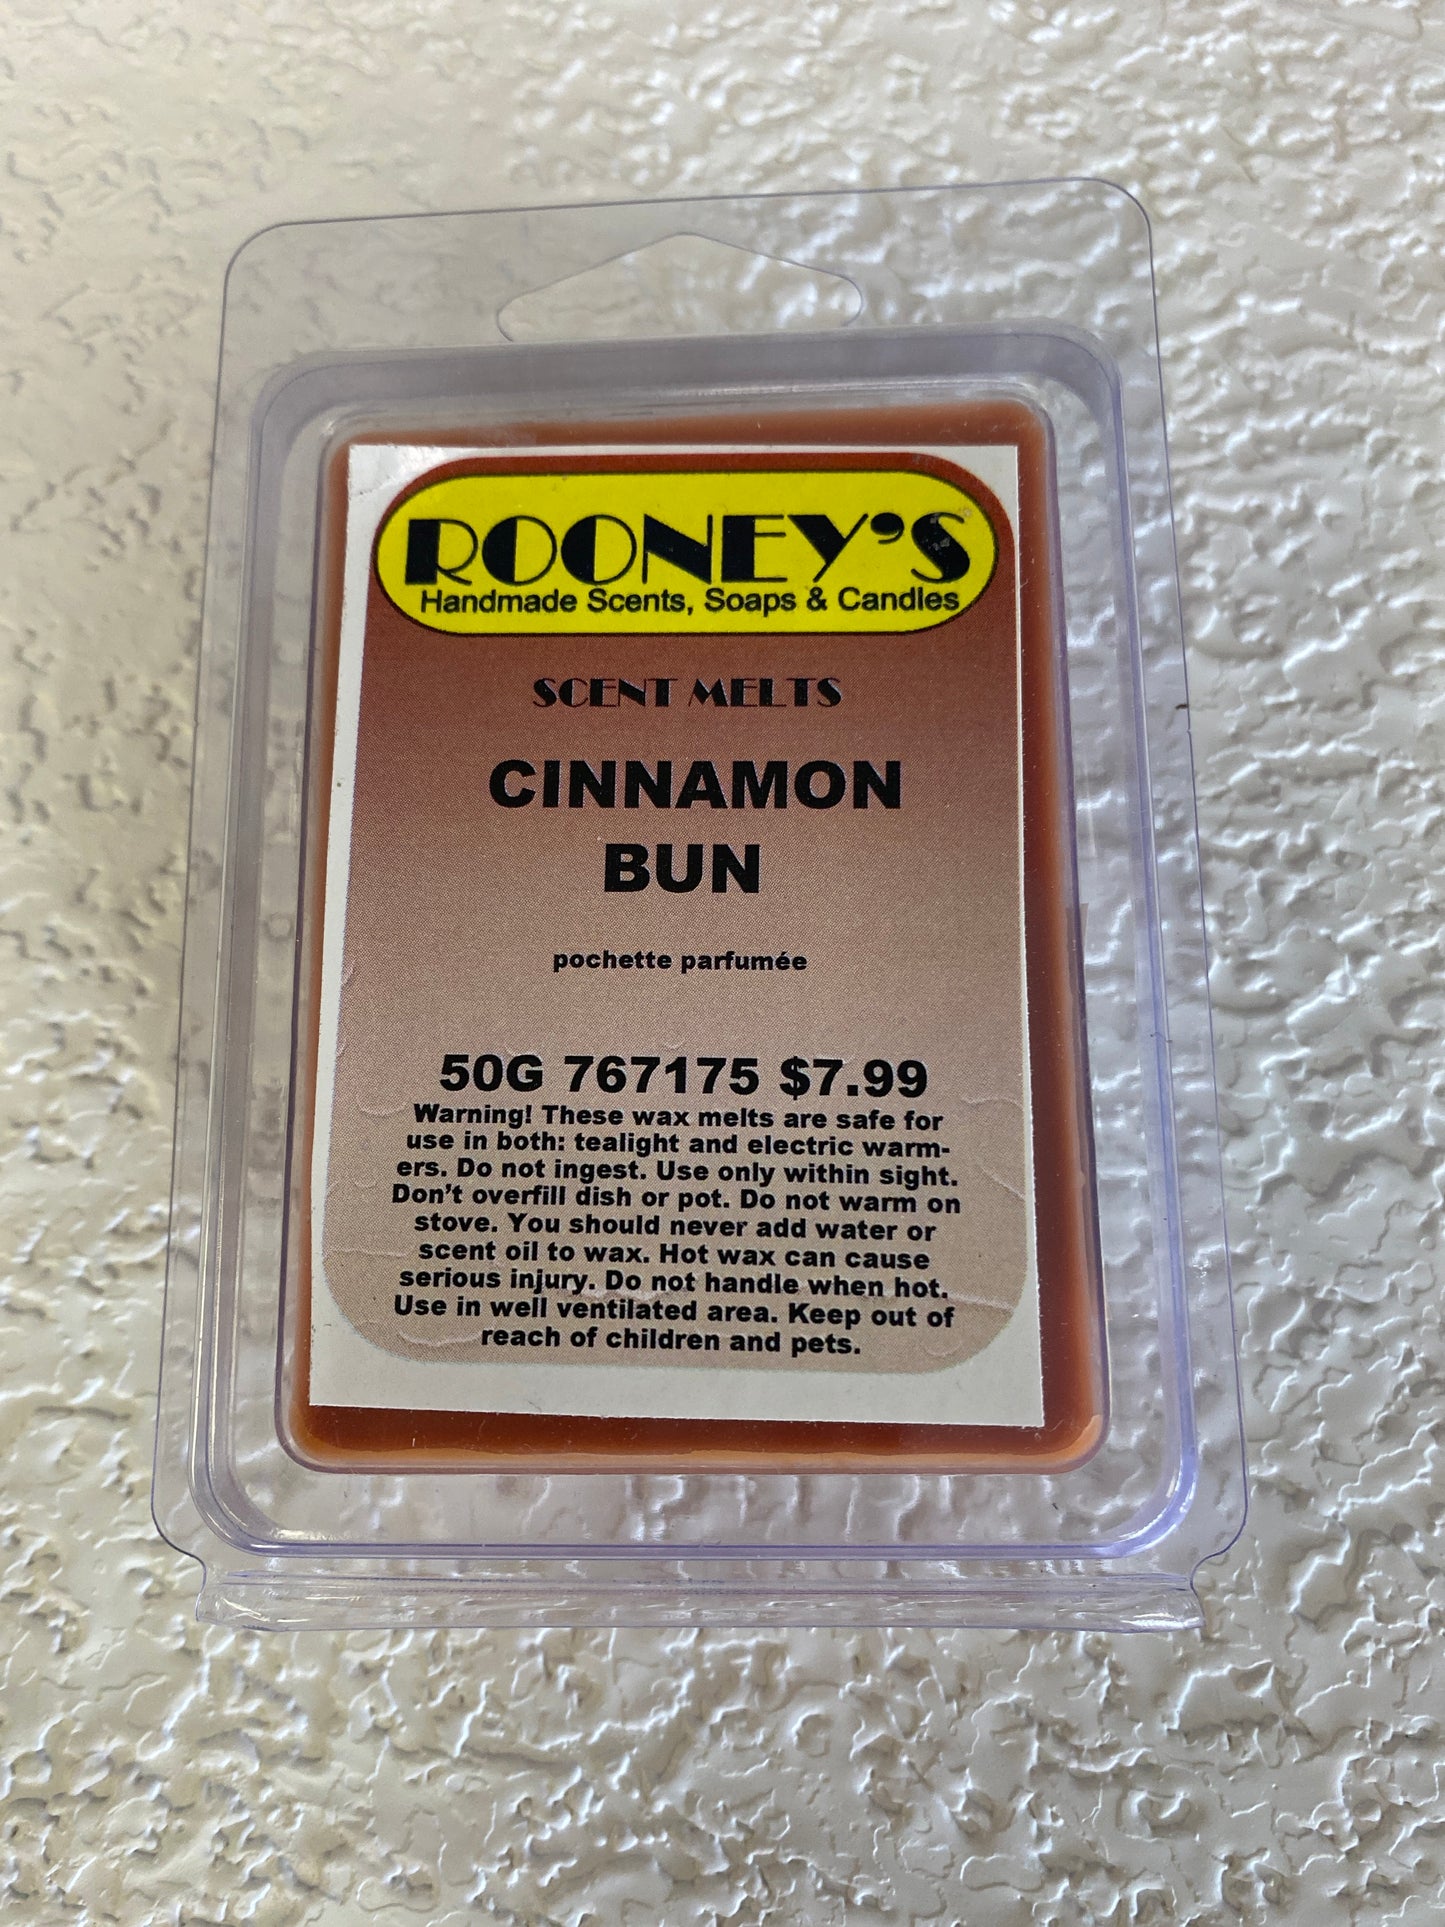 ROONEY'S
Handmade Scents, Soaps & Candles
SCENT MELTS
CINNAMON
BUN
pochette parfumée
50G 767175 $7.99
Warning! These wax melts are safe for
use in both: tealight and electric warm-
ers. Do not ingest. Use only within sight.
Don't overfill dish or pot. Do not warm on
stove. You should never add water or
scent oil to wax. Hot wax can cause
serious injury. Do not handle when hot.
Use in well ventilated area. Keep out of
reach of children and pets.